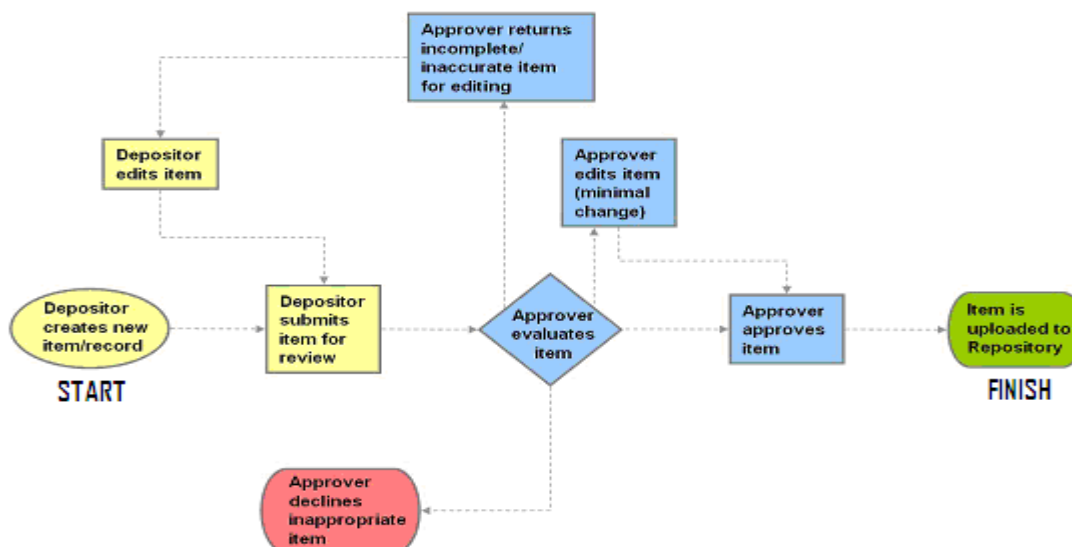 Approver returns
incomplete/
inaccurate item
for editing
Depositor
edits item
Approver
edits item
(minimal
change)
Depositor
creates new
item/record
START
Depositor
submits
item for
review
Approver
evaluates
item
Approver
approves
item
Item is
uploaded to
Repository
FINISH
Approver
declines
inappropriate
item